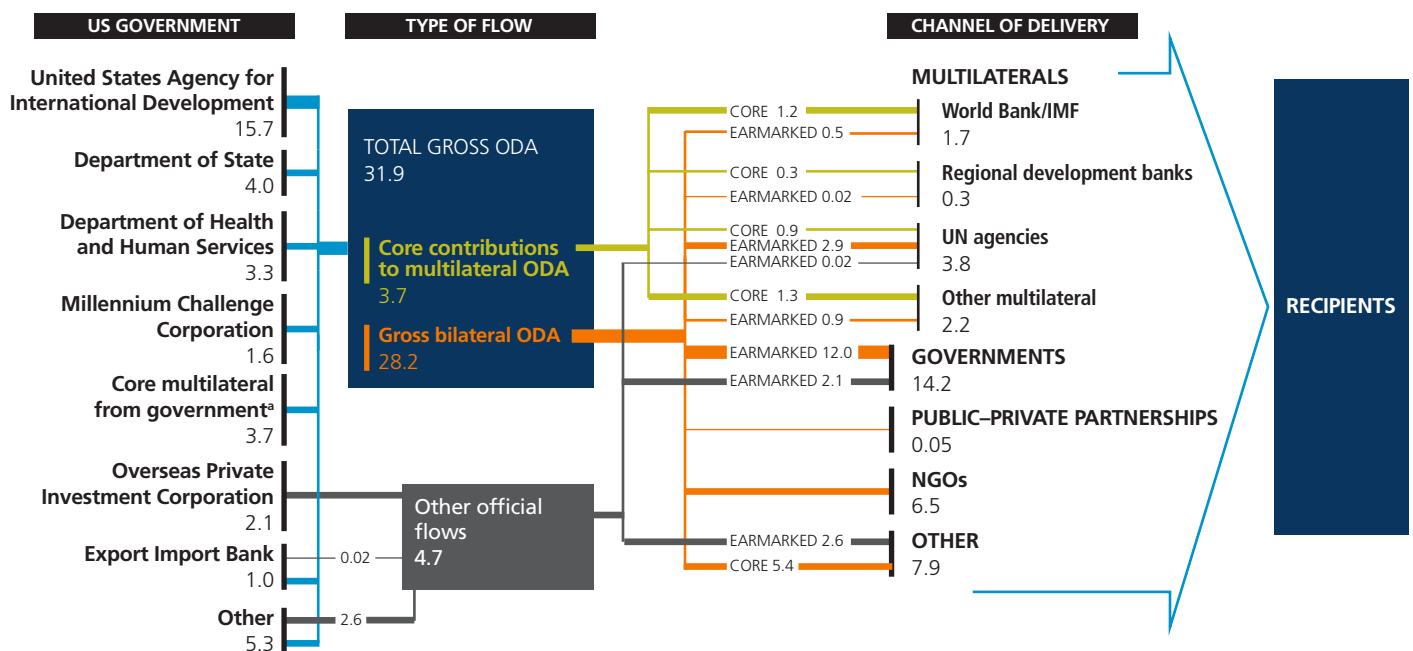 US GOVERNMENT
United States Agency for
International Development
15.7
Department of State
4.0
Department of Health
and Human Services
3.3
Millennium Challenge
Corporation
1.6
Core multilateral
from governmentª
3.7
Overseas Private
Investment Corporation
2.1
Export Import Bank
1.0
Other
5.3
0.02
2.6
TYPE OF FLOW
TOTAL GROSS ODA
31.9
Core contributions
to multilateral ODA
3.7
Gross bilateral ODA
28.2
Other official
flows
4.7
CORE 1.2
EARMARKED 0.5
CORE 0.3
EARMARKED 0.02
CORE 0.9
EARMARKED 2.9
EARMARKED 0.02
CORE 1.3
EARMARKED 0.9
EARMARKED 12.0
EARMARKED 2.1
EARMARKED 2.6
CORE 5.4
CHANNEL OF DELIVERY
MULTILATERALS
World Bank/IMF
1.7
Regional development banks
0.3
UN agencies
3.8
Other multilateral
2.2
GOVERNMENTS
14.2
PUBLIC–PRIVATE PARTNERSHIPS
0.05
NGOs
6.5
OTHER
7.9
RECIPIENTS